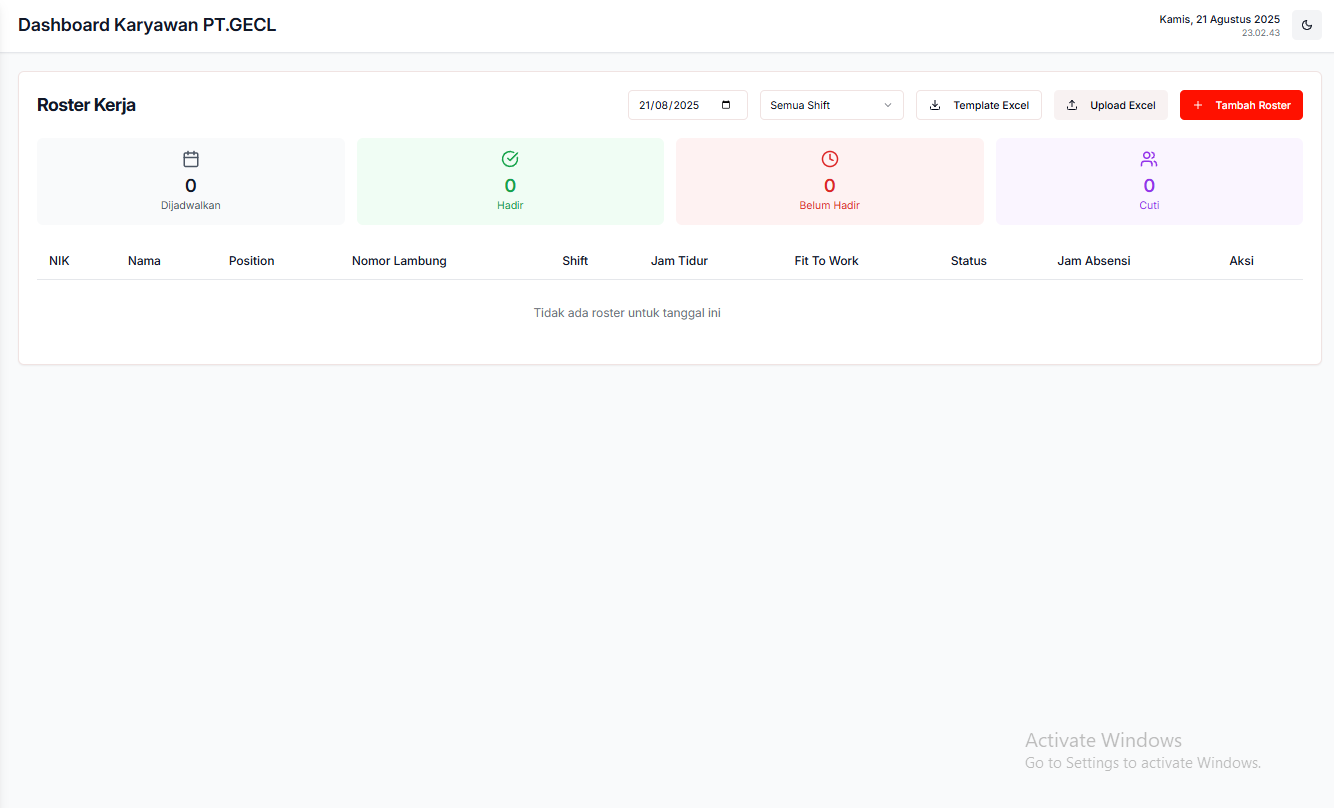 Dashboard Karyawan PT.GECL
Kamis, 21 Agustus 2025
23.02.43
Roster Kerja
21/08/2025
Semua Shift
Template Excel
Upload Excel
Tambah Roster
0
Dijadwalkan
0
Hadir
0
Belum Hadir
0
Cuti
NIK Nama Position Nomor Lambung Shift Jam Tidur Fit To Work Status Jam Absensi Aksi
Tidak ada roster untuk tanggal ini
Activate Windows
Go to Settings to activate Windows.